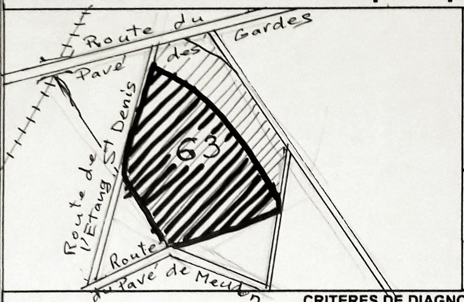 Route du
Pavé des Gardes
63
Route de
l'Etang St Denis
Route
du Pavé de Meudon
CRITERES DE DIAGNO